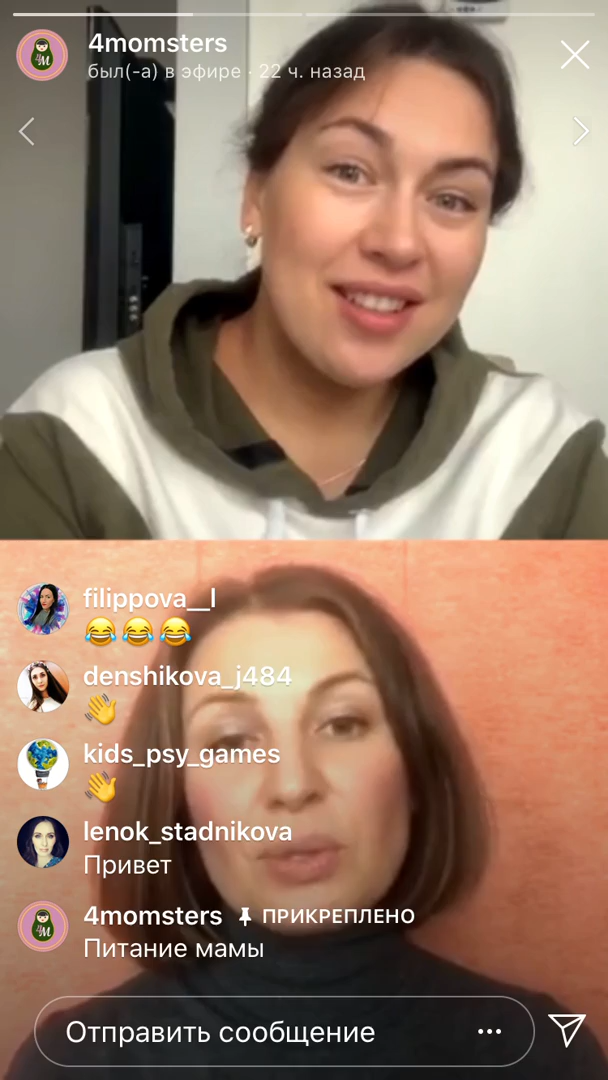 4momsters
был(-а) в эфире · 22 ч. назад
filippova__l
😂😂😂
denshikova_j484
👋
kids_psy_games
👋
lenok_stadnikova
Привет
4momsters 📌 ПРИКРЕПЛЕНО
Питание мамы
Отправить сообщение